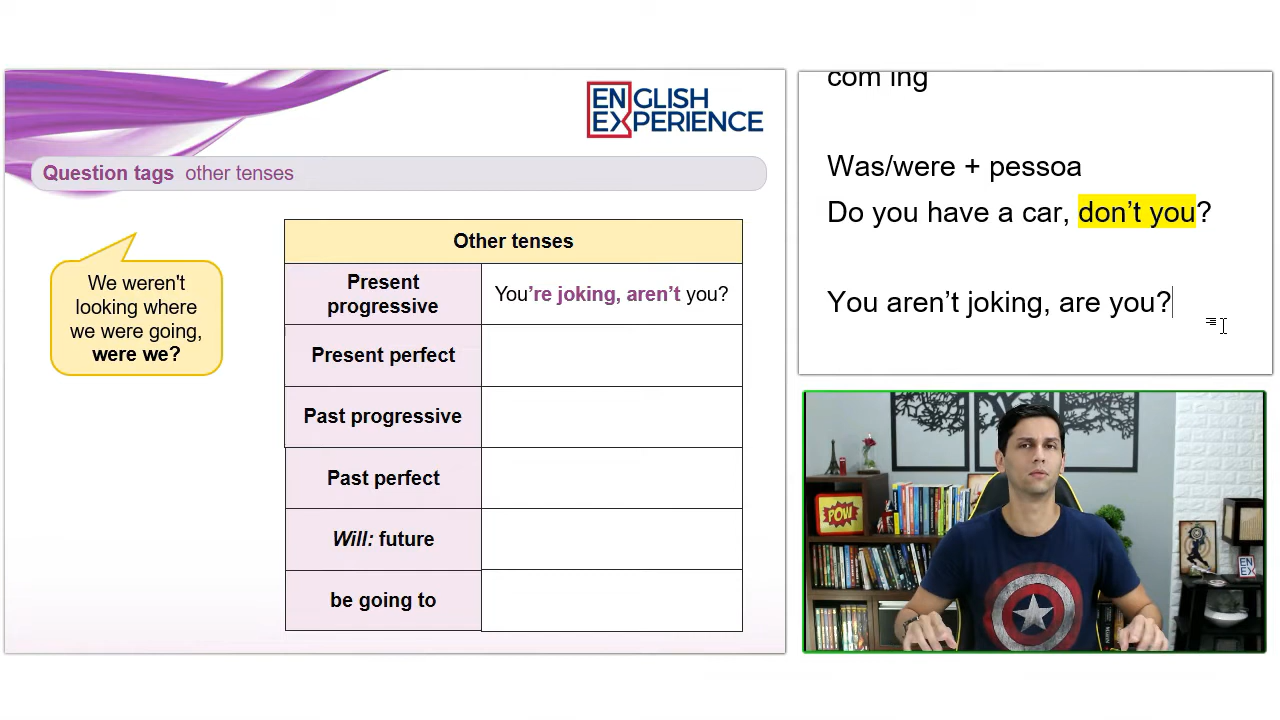 ENGLISH
EXPERIENCE
Question tags other tenses
We weren't
looking where
we were going,
were we?
Other tenses
Present
progressive
You're joking, aren't you?
Present perfect
Past progressive
Past perfect
Will: future
be going to
com ing
Was/were + pessoa
Do you have a car, don't you?
You aren't joking, are you?
POW
EN
EX